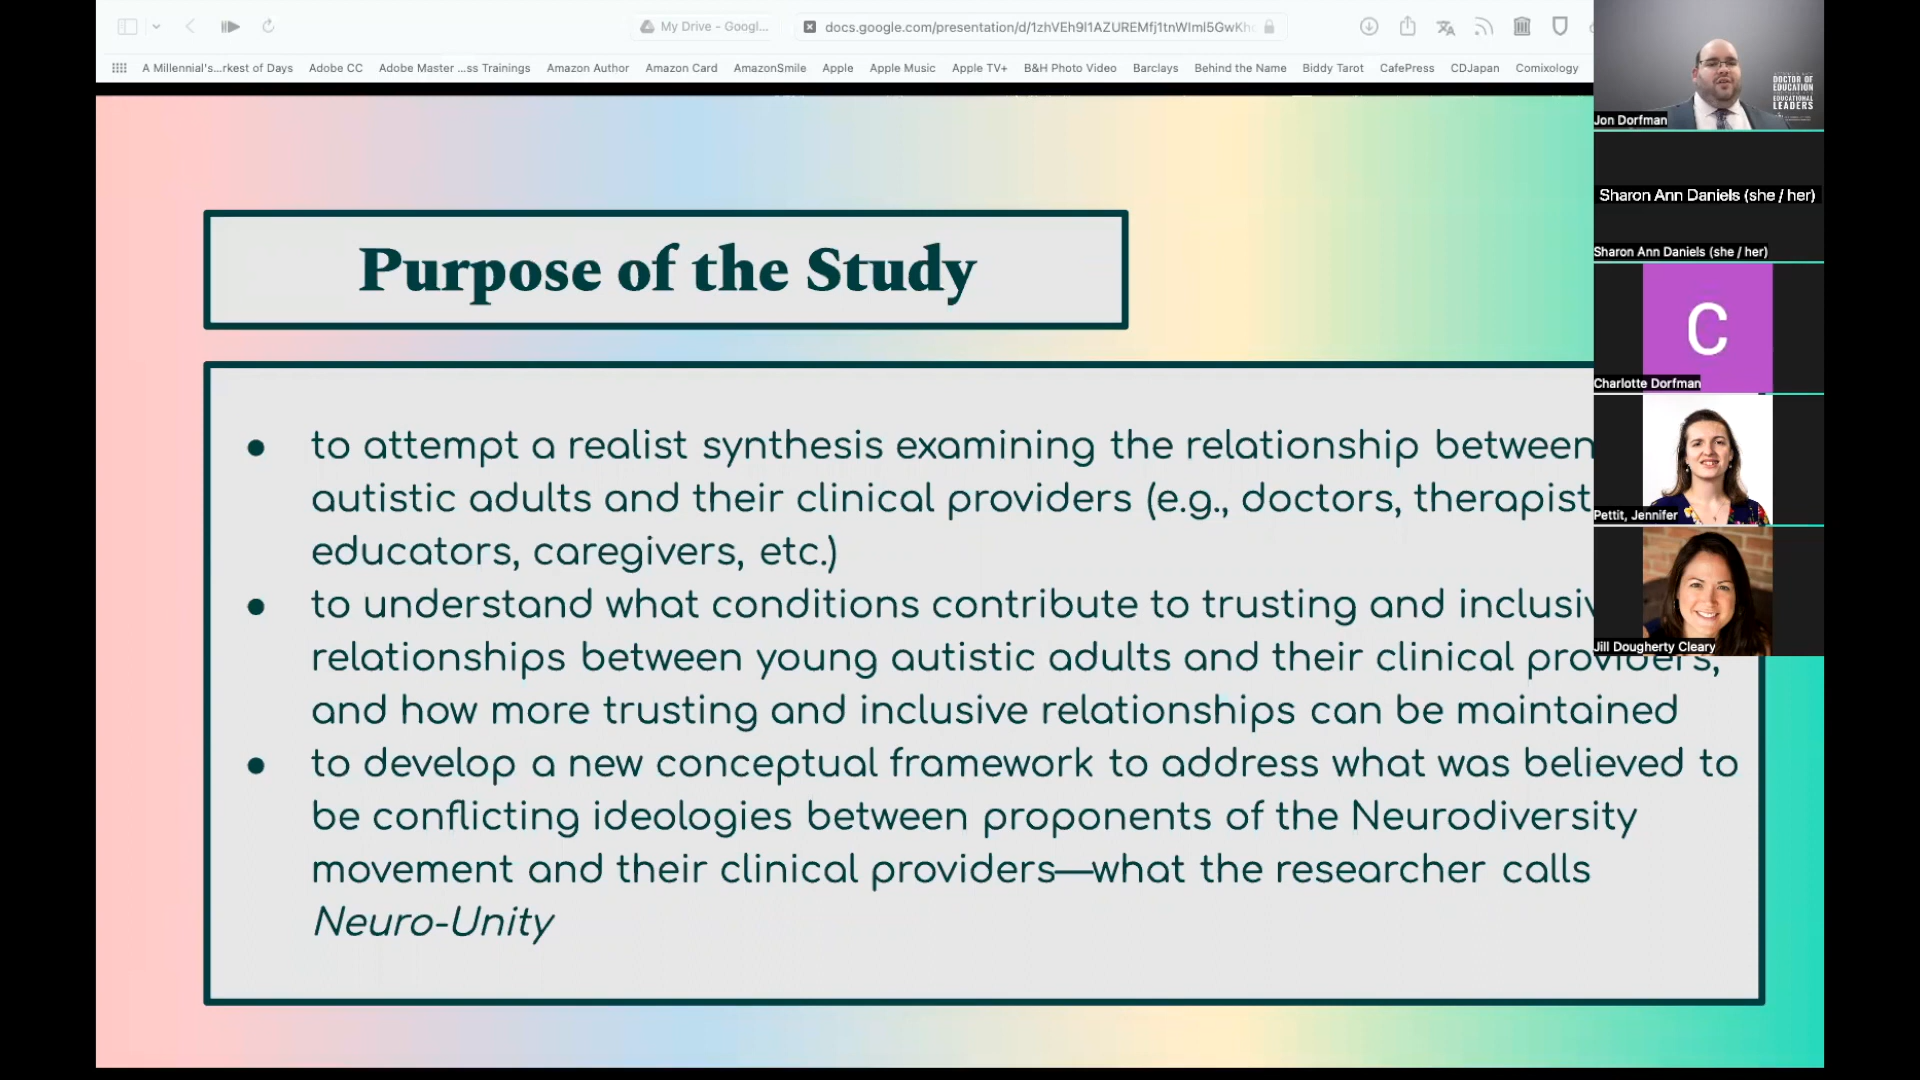 My Drive - Googl...
docs.google.com/presentation/d/1zhVEh9I1AZUREMfj1tnWlmI5GwKh
A Millennial's...rkest of Days
Adobe CC
Adobe Master ...ss Trainings
Amazon Author
Amazon Card
AmazonSmile
Apple
Apple Music
Apple TV+
B&H Photo Video
Barclays
Behind the Name
Biddy Tarot
CafePress
CDJapan
Comixology
Purpose of the Study
to attempt a realist synthesis examining the relationship between
autistic adults and their clinical providers (e.g., doctors, therapist
educators, caregivers, etc.)
to understand what conditions contribute to trusting and inclusiv
relationships between young autistic adults and their clinical providers,
and how more trusting and inclusive relationships can be maintained
to develop a new conceptual framework to address what was believed to
be conflicting ideologies between proponents of the Neurodiversity
movement and their clinical providers—what the researcher calls
Neuro-Unity
DOCTOR OF
EDUCATION
EDUCATIONAL
LEADERS
Jon Dorfman
Sharon Ann Daniels (she / her)
Sharon Ann Daniels (she / her)
C
Charlotte Dorfman
Pettit, Jennifer
Jill Dougherty Cleary